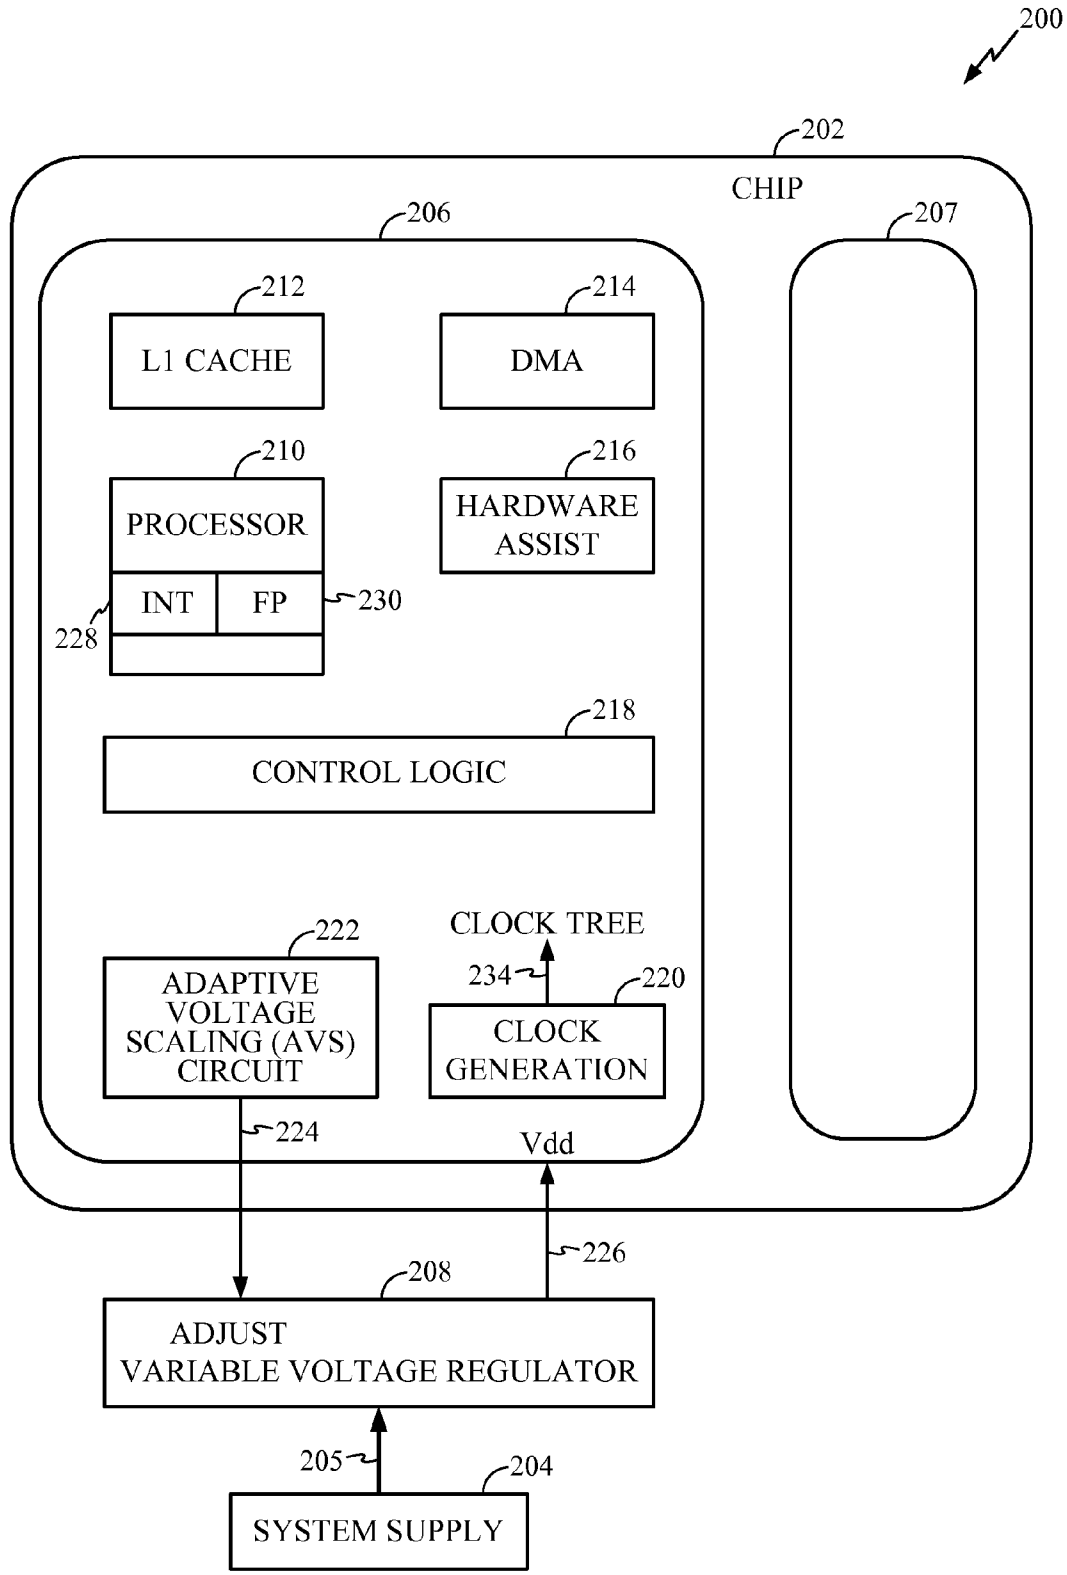 200
202
CHIP
206
207
212
214
L1 CACHE
DMA
210
216
PROCESSOR
HARDWARE
ASSIST
INT
FP
230
228
218
CONTROL LOGIC
CLOCK TREE
222
234
220
ADAPTIVE
VOLTAGE
SCALING (AVS)
CIRCUIT
CLOCK
GENERATION
224
Vdd
226
208
ADJUST
VARIABLE VOLTAGE REGULATOR
205
204
SYSTEM SUPPLY